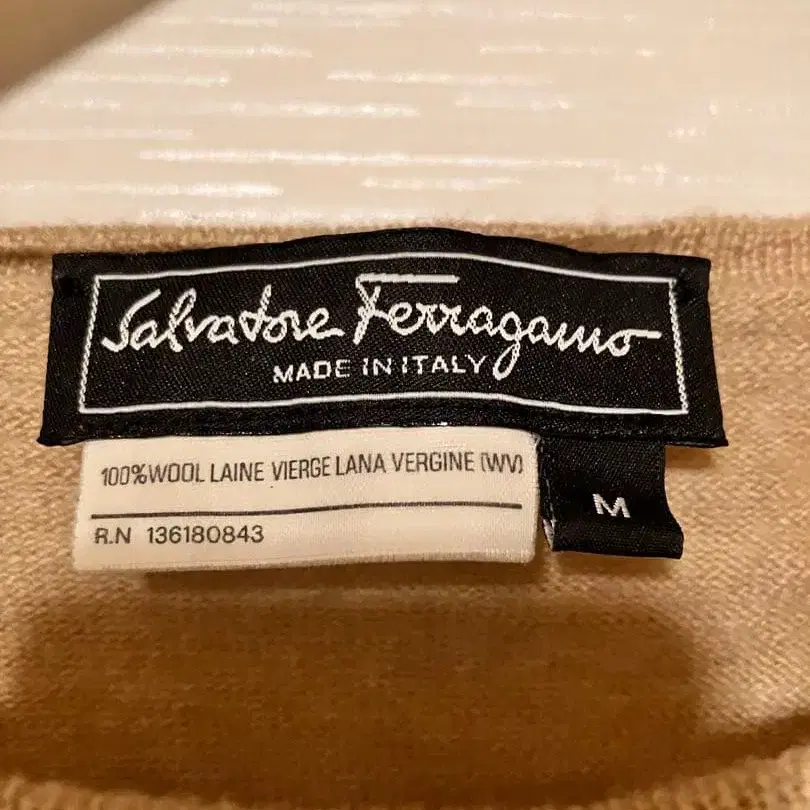 Salvatore Ferragamo
MADE IN ITALY
100%WOOL LAINE VIERGE LANA VERGINE (WV)
R.N 136180843
M